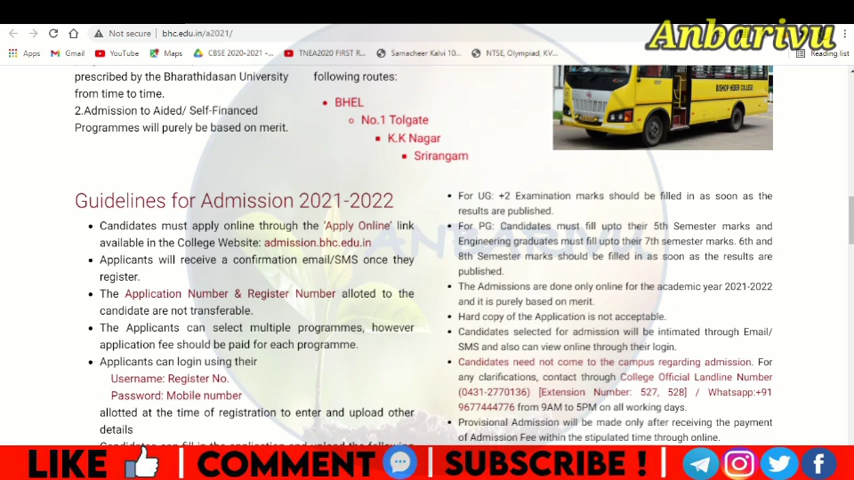 Not secure | bhc.edu.in/a2021/
Anbarivu
Apps Gmail YouTube Maps CBSE 2020-2021 –... TNEA2020 FIRST R... Samacheer Kalvi 10... NTSE, Olympiad, KV... Reading list
prescribed by the Bharathidasan University
from time to time.
2.Admission to Aided/ Self-Financed
Programmes will purely be based on merit.
following routes:
BHEL
No.1 Tolgate
K.K Nagar
Srirangam
BISHOP HEBER COLLEGE
Guidelines for Admission 2021-2022
Candidates must apply online through the 'Apply Online' link
available in the College Website: admission.bhc.edu.in
Applicants will receive a confirmation email/SMS once they
register.
The Application Number & Register Number alloted to the
candidate are not transferable.
The Applicants can select multiple programmes, however
application fee should be paid for each programme.
Applicants can login using their
Username: Register No.
Password: Mobile number
allotted at the time of registration to enter and upload other
details
Candidates can fill in the application and upload the following
For UG: +2 Examination marks should be filled in as soon as the
results are published.
For PG: Candidates must fill upto their 5th Semester marks and
Engineering graduates must fill upto their 7th semester marks. 6th and
8th Semester marks should be filled in as soon as the results are
published.
The Admissions are done only online for the academic year 2021-2022
and it is purely based on merit.
Hard copy of the Application is not acceptable.
Candidates selected for admission will be intimated through Email/
SMS and also can view online through their login.
Candidates need not come to the campus regarding admission. For
any clarifications, contact through College Official Landline Number
(0431-2770136) [Extension Number: 527, 528] / Whatsapp:+91
9677444776 from 9AM to 5PM on all working days.
Provisional Admission will be made only after receiving the payment
of Admission Fee within the stipulated time through online.
ANBARIVU
LIKE | COMMENT | SUBSCRIBE ! |